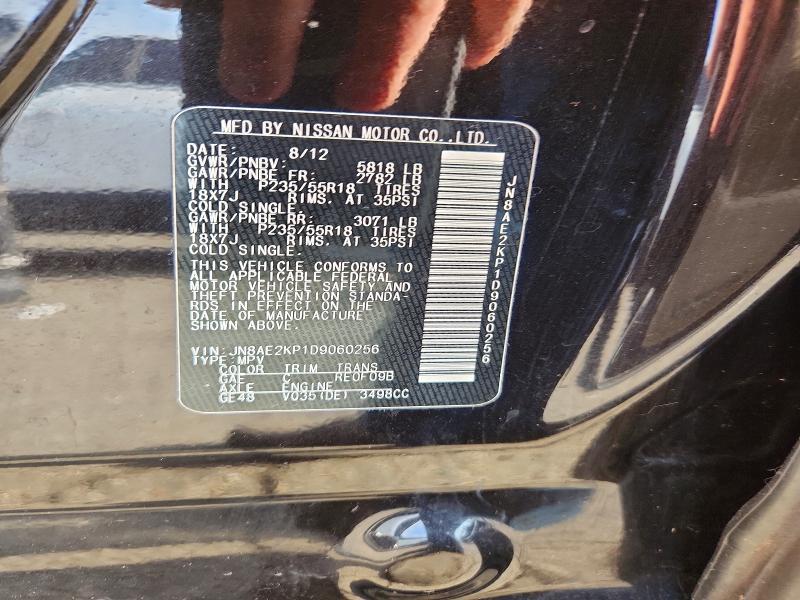 MFD BY NISSAN MOTOR CO.,LTD.
DATE: 8/12
GVWR/PNBV: 5818 LB
GAWR/PNBE FR: 2782 LB
WITH P235/55R18 TIRES
18X7J RIMS. AT 35PSI
COLD SINGLE.
GAWR/PNBE RR: 3071 LB
WITH P235/55R18 TIRES
18X7J RIMS. AT 35PSI
COLD SINGLE.
THIS VEHICLE CONFORMS TO
ALL APPLICABLE FEDERAL
MOTOR VEHICLE SAFETY AND
THEFT PREVENTION STANDA-
RDS IN EFFECT ON THE
DATE OF MANUFACTURE
SHOWN ABOVE.
VIN:JN8AE2KP1D9060256
TYPE:MPV
COLOR TRIM TRANS
GAE C RE0F09B
AXLE ENGINE
GE48 VQ35(DE) 3498CC
JN8AE2KP1D9060256